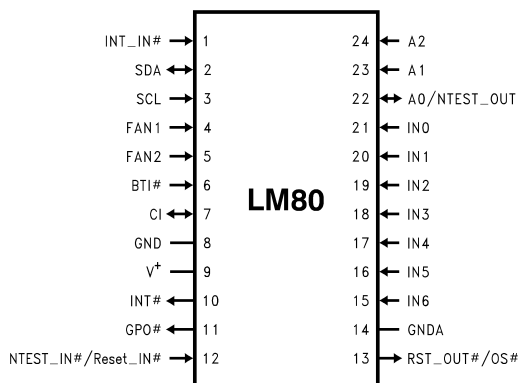 INT_IN# 1 24 A2
SDA 2 23 A1
SCL 3 22 A0/NTEST_OUT
FAN1 4 21 IN0
FAN2 5 20 IN1
BTI# 6 19 IN2
CI 7 18 IN3
LM80
GND 8 17 IN4
V+ 9 16 IN5
INT# 10 15 IN6
GPO# 11 14 GNDA
NTEST_IN#/Reset_IN# 12 13 RST_OUT#/OS#